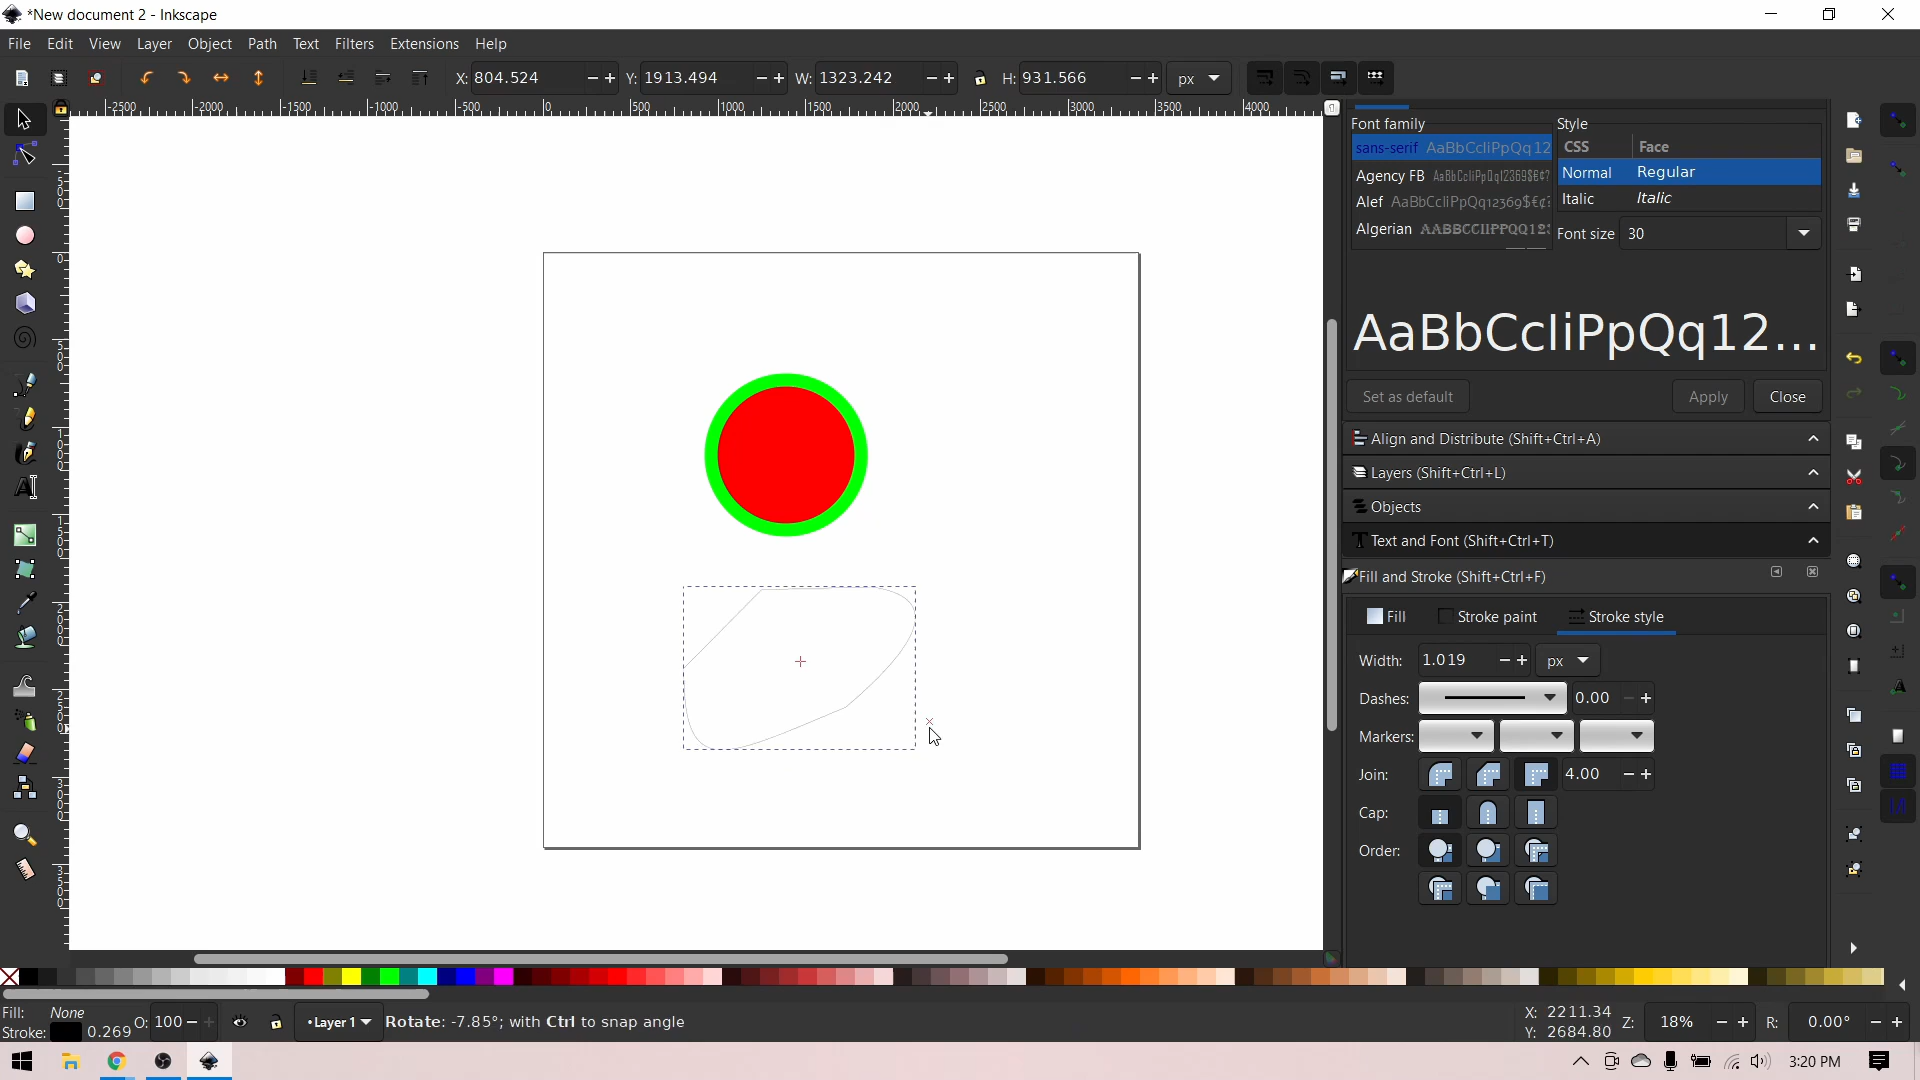 *New document 2 - Inkscape
File Edit View Layer Object Path Text Filters Extensions Help
X: 804.524 Y: 1913.494 W: 1323.242 H: 931.566 px
-2500 -2000 -1500 -1000 -500 0 500 1000 1500 2000 2500 3000 3500 4000
Font family Style
sans-serif AaBbCcIiPpQq12 CSS Face
Agency FB AaBbCcIiPpQq12369$€¢? Normal Regular
Alef AaBbCcIiPpQq12369$€¢? Italic Italic
Algerian AABBCCIIPPQQ123 Font size 30
AaBbCcIiPpQq12...
Set as default Apply Close
Align and Distribute (Shift+Ctrl+A)
Layers (Shift+Ctrl+L)
Objects
Text and Font (Shift+Ctrl+T)
Fill and Stroke (Shift+Ctrl+F)
Fill Stroke paint Stroke style
Width: 1.019 px
Dashes: 0.00
Markers:
Join: 4.00
Cap:
Order:
Fill: None
Stroke: 0.269 O: 100 •Layer 1 Rotate: -7.85°; with Ctrl to snap angle X: 2211.34 Y: 2684.80 Z: 18% R: 0.00°
3:20 PM